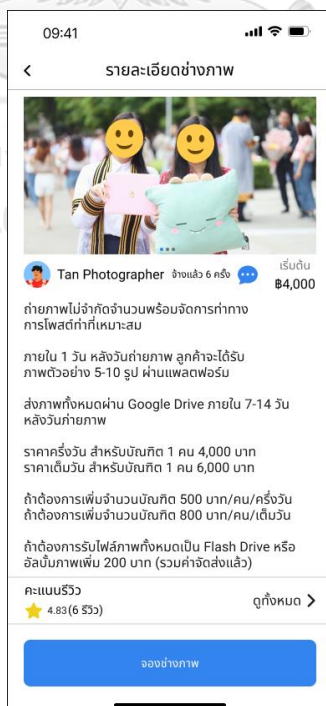 09:41
รายละเอียดช่างภาพ
Tan Photographer จ้างแล้ว 6 ครั้ง
เริ่มต้น
฿4,000
ถ่ายภาพไม่จำกัดจำนวนพร้อมจัดการท่าทาง
การโพสต์ท่าที่เหมาะสม
ภายใน 1 วัน หลังวันถ่ายภาพ ลูกค้าจะได้รับ
ภาพตัวอย่าง 5-10 รูป ผ่านแพลตฟอร์ม
ส่งภาพทั้งหมดผ่าน Google Drive ภายใน 7-14 วัน
หลังวันถ่ายภาพ
ราคาครึ่งวัน สำหรับบัณฑิต 1 คน 4,000 บาท
ราคาเต็มวัน สำหรับบัณฑิต 1 คน 6,000 บาท
ถ้าต้องการเพิ่มจำนวนบัณฑิต 500 บาท/คน/ครึ่งวัน
ถ้าต้องการเพิ่มจำนวนบัณฑิต 800 บาท/คน/เต็มวัน
ถ้าต้องการรับไฟล์ภาพทั้งหมดเป็น Flash Drive หรือ
อัลบั้มภาพเพิ่ม 200 บาท (รวมค่าจัดส่งแล้ว)
คะแนนรีวิว
4.83 (6 รีวิว)
ดูทั้งหมด
จองช่างภาพ